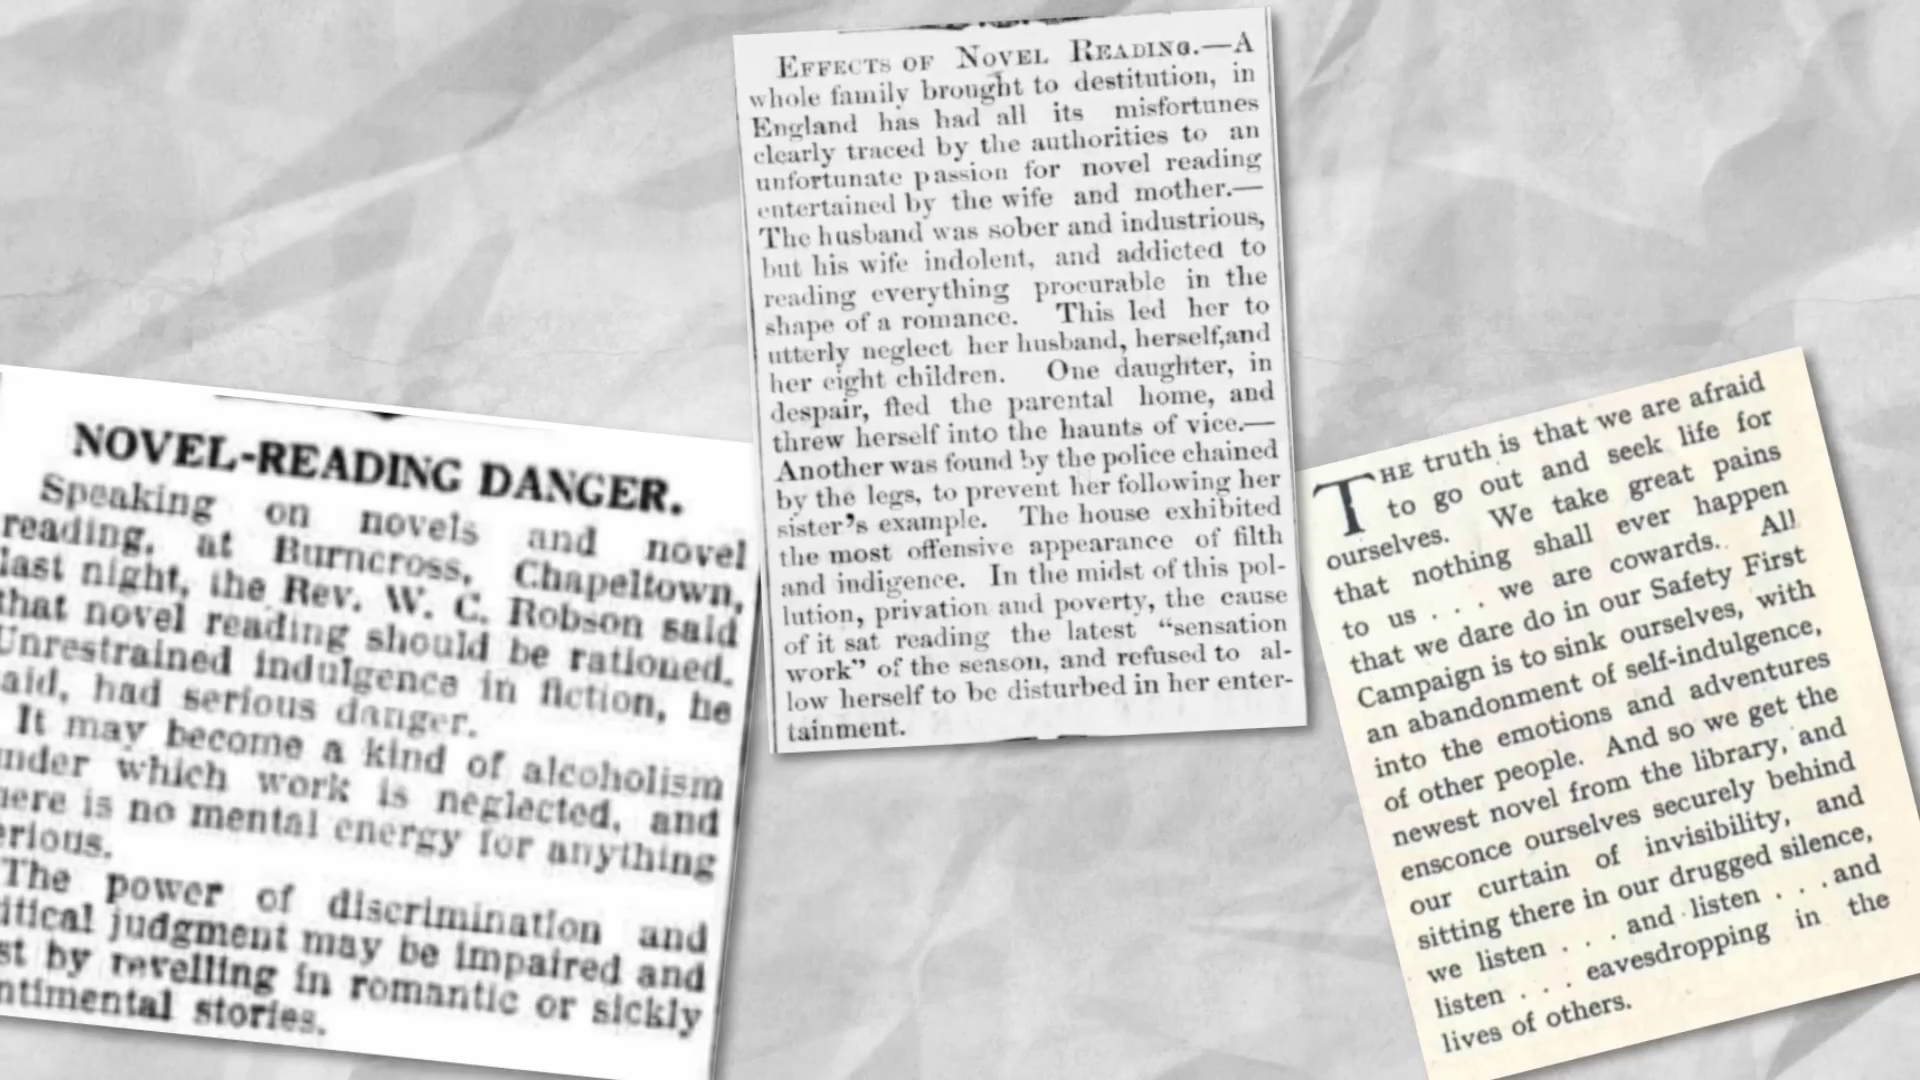 NOVEL-READING DANGER.
Speaking on novels and novel
reading, at Burncross, Chapeltown,
last night, the Rev. W. C. Robson said
that novel reading should be rationed.
Unrestrained indulgence in fiction, he
aid, had serious danger.
It may become a kind of alcoholism
nder which work is neglected, and
here is no mental energy for anything
erious.
The power of discrimination and
itical judgment may be impaired and
st by revelling in romantic or sickly
ntimental stories.
EFFECTS OF NOVEL READING.—A
whole family brought to destitution, in
England has had all its misfortunes
clearly traced by the authorities to an
unfortunate passion for novel reading
entertained by the wife and mother.—
The husband was sober and industrious,
but his wife indolent, and addicted to
reading everything procurable in the
shape of a romance. This led her to
utterly neglect her husband, herself,and
her eight children. One daughter, in
despair, fled the parental home, and
threw herself into the haunts of vice.—
Another was found by the police chained
by the legs, to prevent her following her
sister's example. The house exhibited
the most offensive appearance of filth
and indigence. In the midst of this pol-
lution, privation and poverty, the cause
of it sat reading the latest "sensation
work" of the season, and refused to al-
low herself to be disturbed in her enter-
tainment.
THE truth is that we are afraid
to go out and seek life for
ourselves. We take great pains
that nothing shall ever happen
to us . . . we are cowards. All
that we dare do in our Safety First
Campaign is to sink ourselves, with
an abandonment of self-indulgence,
into the emotions and adventures
of other people. And so we get the
newest novel from the library, and
ensconce ourselves securely behind
our curtain of invisibility, and
sitting there in our drugged silence,
we listen . . . and listen . . . and
listen . . . eavesdropping in the
lives of others.